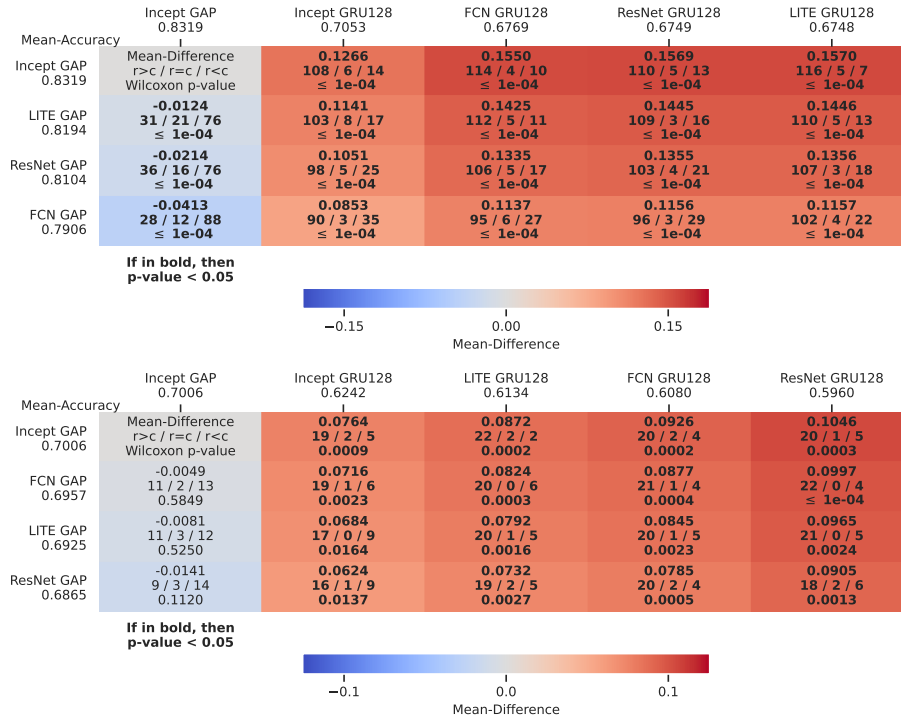 Incept GAP Incept GRU128 FCN GRU128 ResNet GRU128 LITE GRU128
0.8319 0.7053 0.6769 0.6749 0.6748
Mean-Accuracy
Incept GAP
0.8319
Mean-Difference 0.1266 0.1550 0.1569 0.1570
r>c / r=c / r<c 108 / 6 / 14 114 / 4 / 10 110 / 5 / 13 116 / 5 / 7
Wilcoxon p-value ≤ 1e-04 ≤ 1e-04 ≤ 1e-04 ≤ 1e-04
LITE GAP
0.8194
-0.0124 0.1141 0.1425 0.1445 0.1446
31 / 21 / 76 103 / 8 / 17 112 / 5 / 11 109 / 3 / 16 110 / 5 / 13
≤ 1e-04 ≤ 1e-04 ≤ 1e-04 ≤ 1e-04 ≤ 1e-04
ResNet GAP
0.8104
-0.0214 0.1051 0.1335 0.1355 0.1356
36 / 16 / 76 98 / 5 / 25 106 / 5 / 17 103 / 4 / 21 107 / 3 / 18
≤ 1e-04 ≤ 1e-04 ≤ 1e-04 ≤ 1e-04 ≤ 1e-04
FCN GAP
0.7906
-0.0413 0.0853 0.1137 0.1156 0.1157
28 / 12 / 88 90 / 3 / 35 95 / 6 / 27 96 / 3 / 29 102 / 4 / 22
≤ 1e-04 ≤ 1e-04 ≤ 1e-04 ≤ 1e-04 ≤ 1e-04
If in bold, then
p-value < 0.05
−0.15 0.00 0.15
Mean-Difference
Incept GAP Incept GRU128 LITE GRU128 FCN GRU128 ResNet GRU128
0.7006 0.6242 0.6134 0.6080 0.5960
Mean-Accuracy
Incept GAP
0.7006
Mean-Difference 0.0764 0.0872 0.0926 0.1046
r>c / r=c / r<c 19 / 2 / 5 22 / 2 / 2 20 / 2 / 4 20 / 1 / 5
Wilcoxon p-value 0.0009 0.0002 0.0002 0.0003
FCN GAP
0.6957
-0.0049 0.0716 0.0824 0.0877 0.0997
11 / 2 / 13 19 / 1 / 6 20 / 0 / 6 21 / 1 / 4 22 / 0 / 4
0.5849 0.0023 0.0003 0.0004 ≤ 1e-04
LITE GAP
0.6925
-0.0081 0.0684 0.0792 0.0845 0.0965
11 / 3 / 12 17 / 0 / 9 20 / 1 / 5 20 / 1 / 5 21 / 0 / 5
0.5250 0.0164 0.0016 0.0023 0.0024
ResNet GAP
0.6865
-0.0141 0.0624 0.0732 0.0785 0.0905
9 / 3 / 14 16 / 1 / 9 19 / 2 / 5 20 / 2 / 4 18 / 2 / 6
0.1120 0.0137 0.0027 0.0005 0.0013
If in bold, then
p-value < 0.05
−0.1 0.0 0.1
Mean-Difference